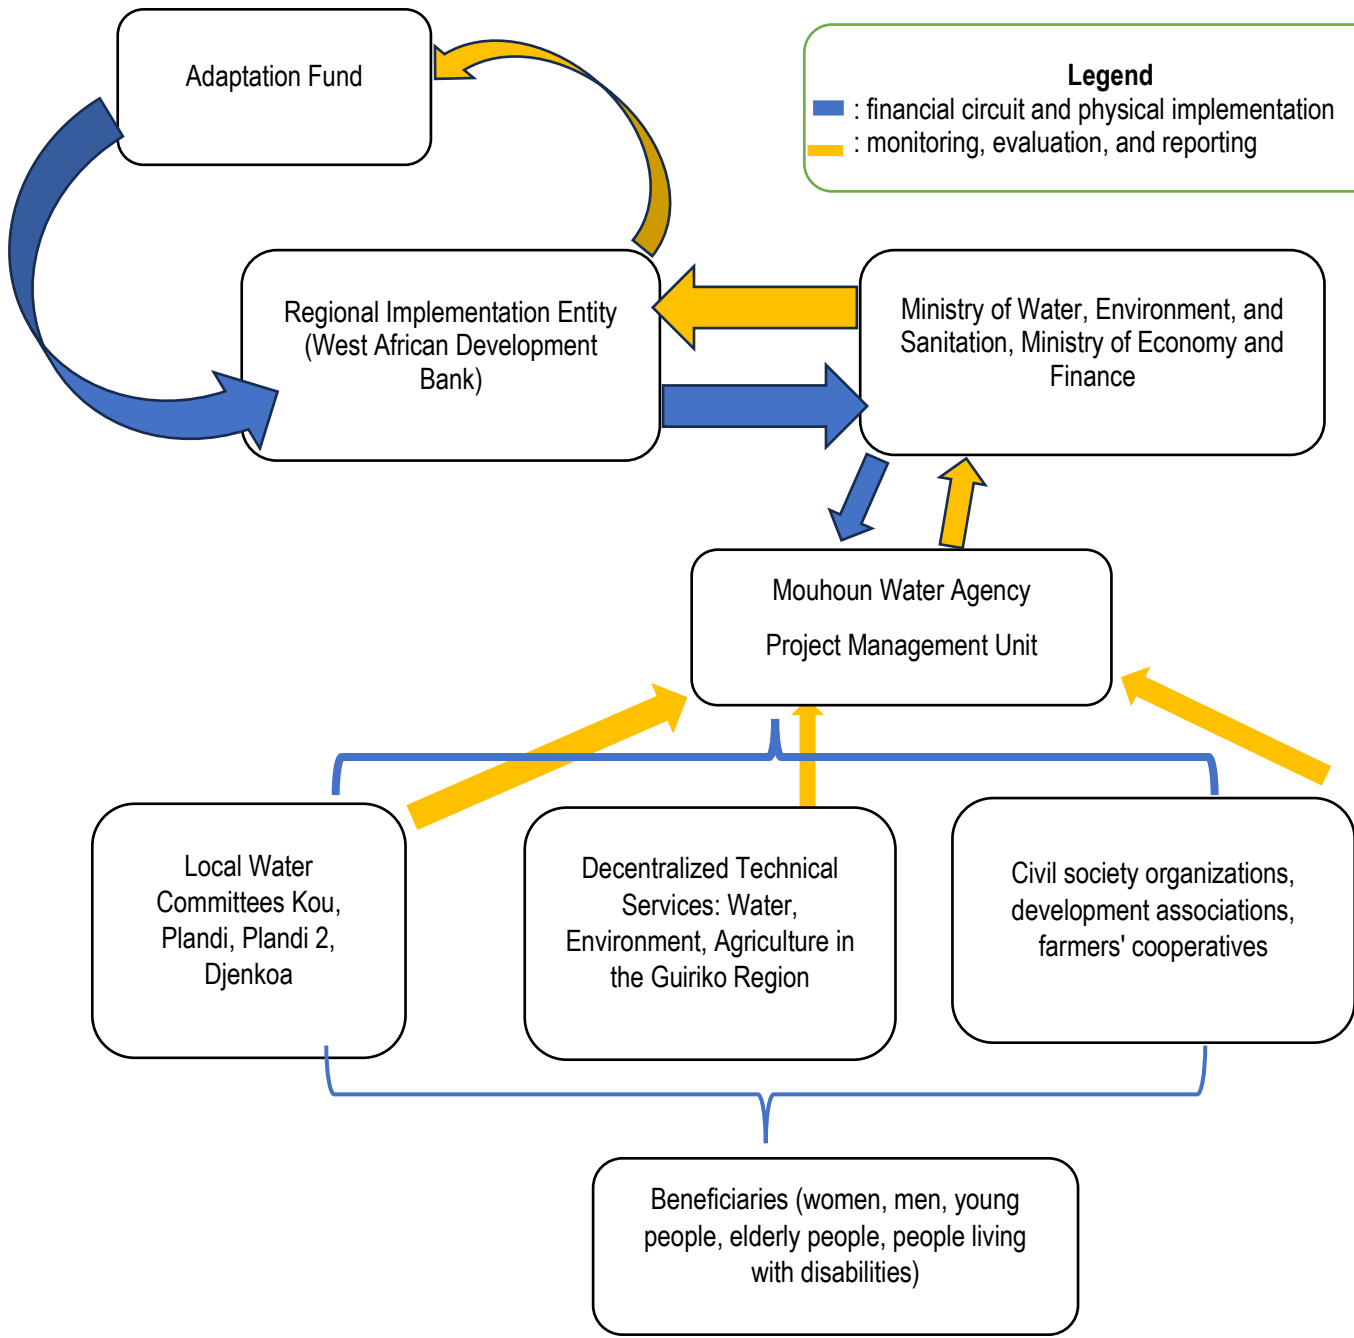 Adaptation Fund
Legend
: financial circuit and physical implementation
: monitoring, evaluation, and reporting
Regional Implementation Entity
(West African Development
Bank)
Ministry of Water, Environment, and
Sanitation, Ministry of Economy and
Finance
Mouhoun Water Agency
Project Management Unit
Local Water
Committees Kou,
Plandi, Plandi 2,
Djenkoa
Decentralized Technical
Services: Water,
Environment, Agriculture in
the Guiriko Region
Civil society organizations,
development associations,
farmers' cooperatives
Beneficiaries (women, men, young
people, elderly people, people living
with disabilities)